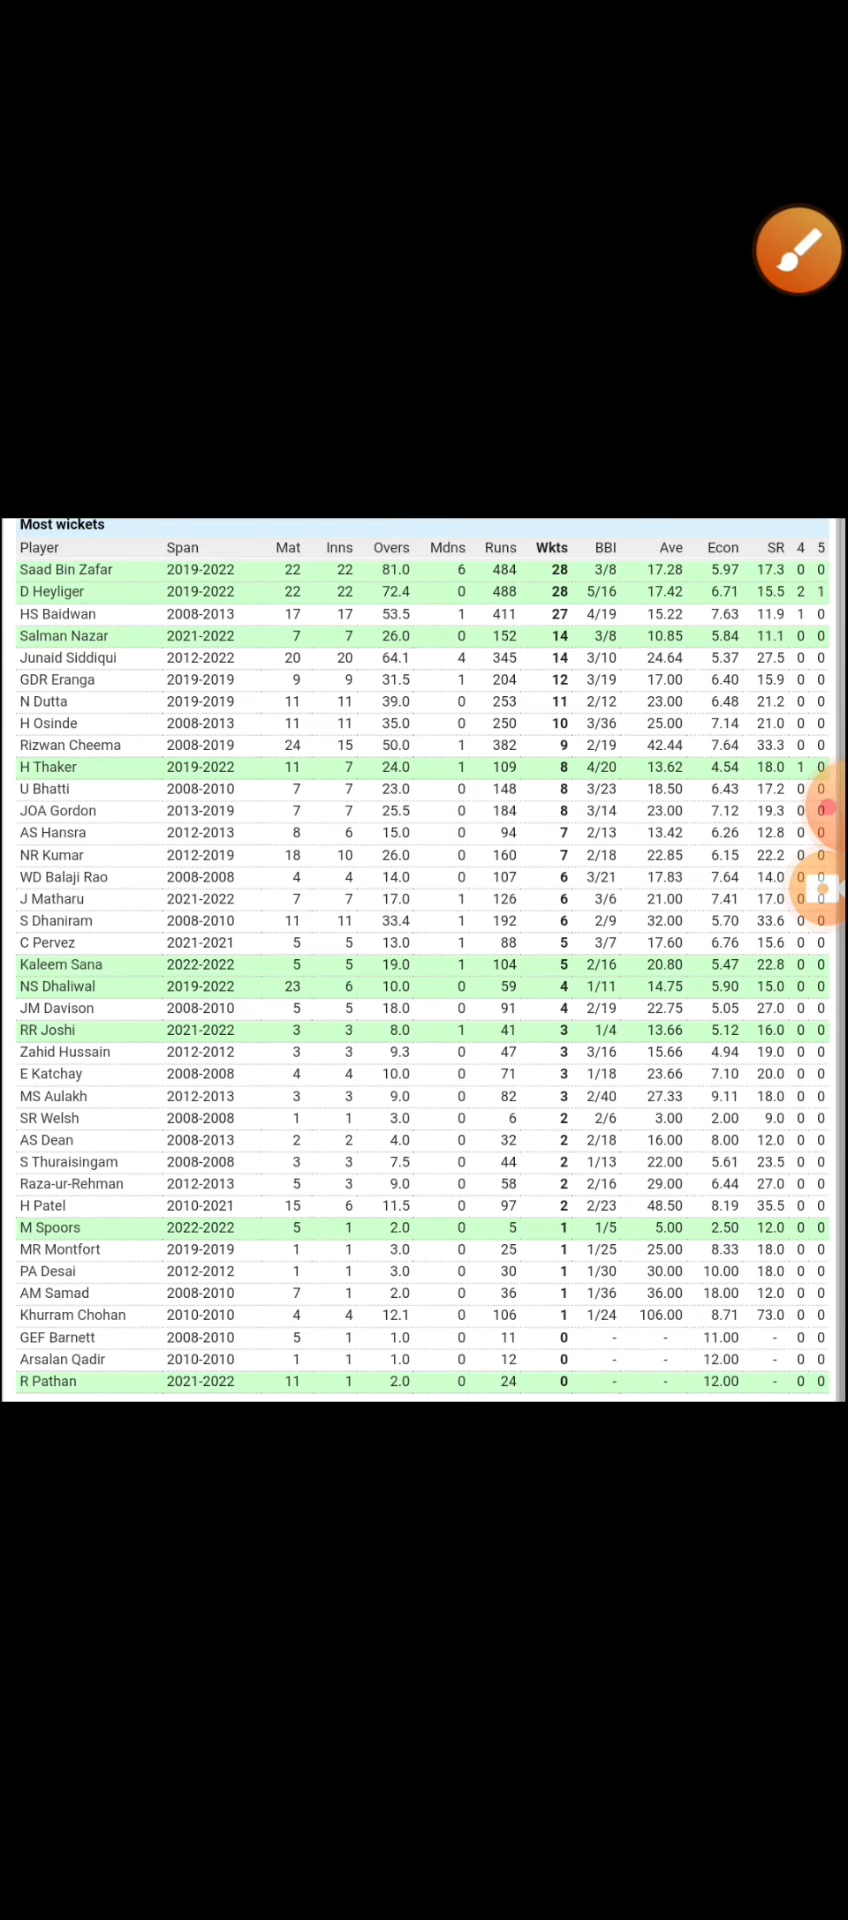 Most wickets
Player Span Mat Inns Overs Mdns Runs Wkts BBI Ave Econ SR 4 5
Saad Bin Zafar 2019-2022 22 22 81.0 6 484 28 3/8 17.28 5.97 17.3 0 0
D Heyliger 2019-2022 22 22 72.4 0 488 28 5/16 17.42 6.71 15.5 2 1
HS Baidwan 2008-2013 17 17 53.5 1 411 27 4/19 15.22 7.63 11.9 1 0
Salman Nazar 2021-2022 7 7 26.0 0 152 14 3/8 10.85 5.84 11.1 0 0
Junaid Siddiqui 2012-2022 20 20 64.1 4 345 14 3/10 24.64 5.37 27.5 0 0
GDR Eranga 2019-2019 9 9 31.5 1 204 12 3/19 17.00 6.40 15.9 0 0
N Dutta 2019-2019 11 11 39.0 0 253 11 2/12 23.00 6.48 21.2 0 0
H Osinde 2008-2013 11 11 35.0 0 250 10 3/36 25.00 7.14 21.0 0 0
Rizwan Cheema 2008-2019 24 15 50.0 1 382 9 2/19 42.44 7.64 33.3 0 0
H Thaker 2019-2022 11 7 24.0 1 109 8 4/20 13.62 4.54 18.0 1 0
U Bhatti 2008-2010 7 7 23.0 0 148 8 3/23 18.50 6.43 17.2 0 0
JOA Gordon 2013-2019 7 7 25.5 0 184 8 3/14 23.00 7.12 19.3 0 0
AS Hansra 2012-2013 8 6 15.0 0 94 7 2/13 13.42 6.26 12.8 0 0
NR Kumar 2012-2019 18 10 26.0 0 160 7 2/18 22.85 6.15 22.2 0 0
WD Balaji Rao 2008-2008 4 4 14.0 0 107 6 3/21 17.83 7.64 14.0 0 0
J Matharu 2021-2022 7 7 17.0 1 126 6 3/6 21.00 7.41 17.0 0 0
S Dhaniram 2008-2010 11 11 33.4 1 192 6 2/9 32.00 5.70 33.6 0 0
C Pervez 2021-2021 5 5 13.0 1 88 5 3/7 17.60 6.76 15.6 0 0
Kaleem Sana 2022-2022 5 5 19.0 1 104 5 2/16 20.80 5.47 22.8 0 0
NS Dhaliwal 2019-2022 23 6 10.0 0 59 4 1/11 14.75 5.90 15.0 0 0
JM Davison 2008-2010 5 5 18.0 0 91 4 2/19 22.75 5.05 27.0 0 0
RR Joshi 2021-2022 3 3 8.0 1 41 3 1/4 13.66 5.12 16.0 0 0
Zahid Hussain 2012-2012 3 3 9.3 0 47 3 3/16 15.66 4.94 19.0 0 0
E Katchay 2008-2008 4 4 10.0 0 71 3 1/18 23.66 7.10 20.0 0 0
MS Aulakh 2012-2013 3 3 9.0 0 82 3 2/40 27.33 9.11 18.0 0 0
SR Welsh 2008-2008 1 1 3.0 0 6 2 2/6 3.00 2.00 9.0 0 0
AS Dean 2008-2013 2 2 4.0 0 32 2 2/18 16.00 8.00 12.0 0 0
S Thuraisingam 2008-2008 3 3 7.5 0 44 2 1/13 22.00 5.61 23.5 0 0
Raza-ur-Rehman 2012-2013 5 3 9.0 0 58 2 2/16 29.00 6.44 27.0 0 0
H Patel 2010-2021 15 6 11.5 0 97 2 2/23 48.50 8.19 35.5 0 0
M Spoors 2022-2022 5 1 2.0 0 5 1 1/5 5.00 2.50 12.0 0 0
MR Montfort 2019-2019 1 1 3.0 0 25 1 1/25 25.00 8.33 18.0 0 0
PA Desai 2012-2012 1 1 3.0 0 30 1 1/30 30.00 10.00 18.0 0 0
AM Samad 2008-2010 7 1 2.0 0 36 1 1/36 36.00 18.00 12.0 0 0
Khurram Chohan 2010-2010 4 4 12.1 0 106 1 1/24 106.00 8.71 73.0 0 0
GEF Barnett 2008-2010 5 1 1.0 0 11 0 - - 11.00 - 0 0
Arsalan Qadir 2010-2010 1 1 1.0 0 12 0 - - 12.00 - 0 0
R Pathan 2021-2022 11 1 2.0 0 24 0 - - 12.00 - 0 0